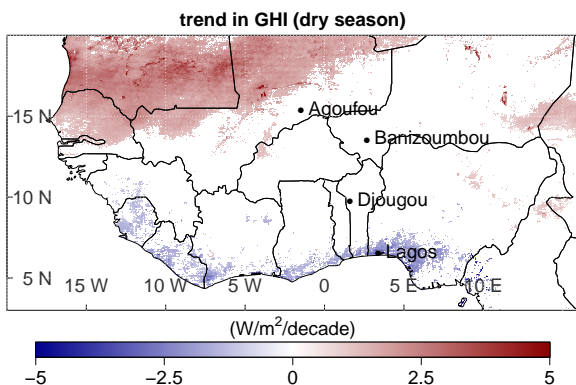 trend in GHI (dry season)
15 N
Agoufou
Banizoumbou
10 N
Djougou
Lagos
5 N
15 W 10 W 5 W 0 5 E 10 E
(W/m²/decade)
−5 −2.5 0 2.5 5